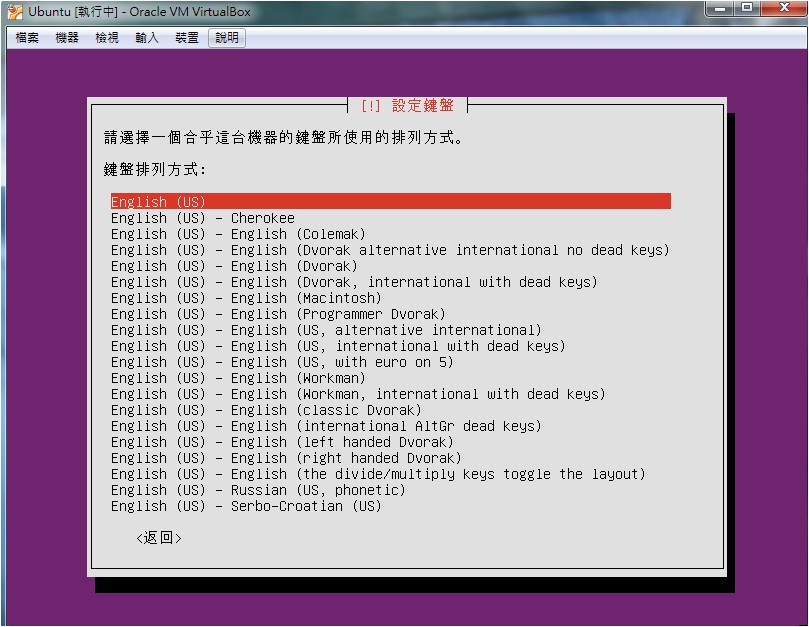 Ubuntu [執行中] - Oracle VM VirtualBox
檔案 機器 檢視 輸入 裝置 說明
[!] 設定鍵盤
請選擇一個合乎這台機器的鍵盤所使用的排列方式。
鍵盤排列方式:
English (US)
English (US) - Cherokee
English (US) - English (Colemak)
English (US) - English (Dvorak alternative international no dead keys)
English (US) - English (Dvorak)
English (US) - English (Dvorak, international with dead keys)
English (US) - English (Macintosh)
English (US) - English (Programmer Dvorak)
English (US) - English (US, alternative international)
English (US) - English (US, international with dead keys)
English (US) - English (US, with euro on 5)
English (US) - English (Workman)
English (US) - English (Workman, international with dead keys)
English (US) - English (classic Dvorak)
English (US) - English (international AltGr dead keys)
English (US) - English (left handed Dvorak)
English (US) - English (right handed Dvorak)
English (US) - English (the divide/multiply keys toggle the layout)
English (US) - Russian (US, phonetic)
English (US) - Serbo-Croatian (US)
<返回>